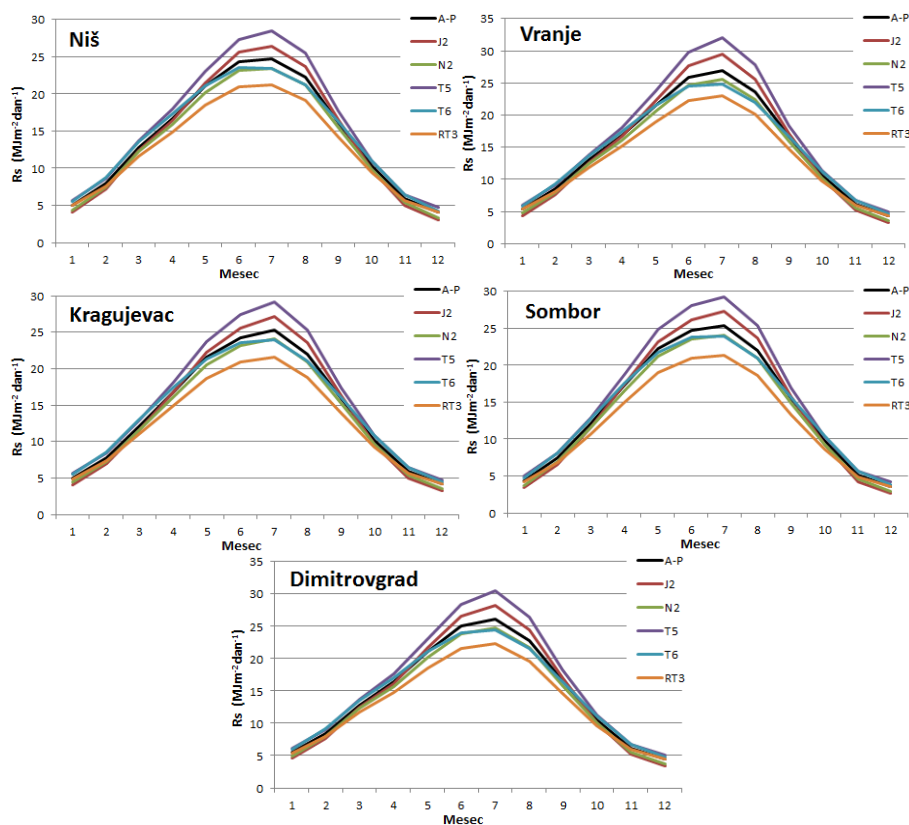 Niš
Rs (MJm⁻²dan⁻¹)
30
25
20
15
10
5
0
1 2 3 4 5 6 7 8 9 10 11 12
Mesec
A-P
J2
N2
T5
T6
RT3
Vranje
Rs (MJm⁻²dan⁻¹)
35
30
25
20
15
10
5
0
1 2 3 4 5 6 7 8 9 10 11 12
Mesec
A-P
J2
N2
T5
T6
RT3
Kragujevac
Rs (MJm⁻²dan⁻¹)
30
25
20
15
10
5
0
1 2 3 4 5 6 7 8 9 10 11 12
Mesec
A-P
J2
N2
T5
T6
RT3
Sombor
Rs (MJm⁻²dan⁻¹)
30
25
20
15
10
5
0
1 2 3 4 5 6 7 8 9 10 11 12
Mesec
A-P
J2
N2
T5
T6
RT3
Dimitrovgrad
Rs (MJm⁻²dan⁻¹)
35
30
25
20
15
10
5
0
1 2 3 4 5 6 7 8 9 10 11 12
Mesec
A-P
J2
N2
T5
T6
RT3